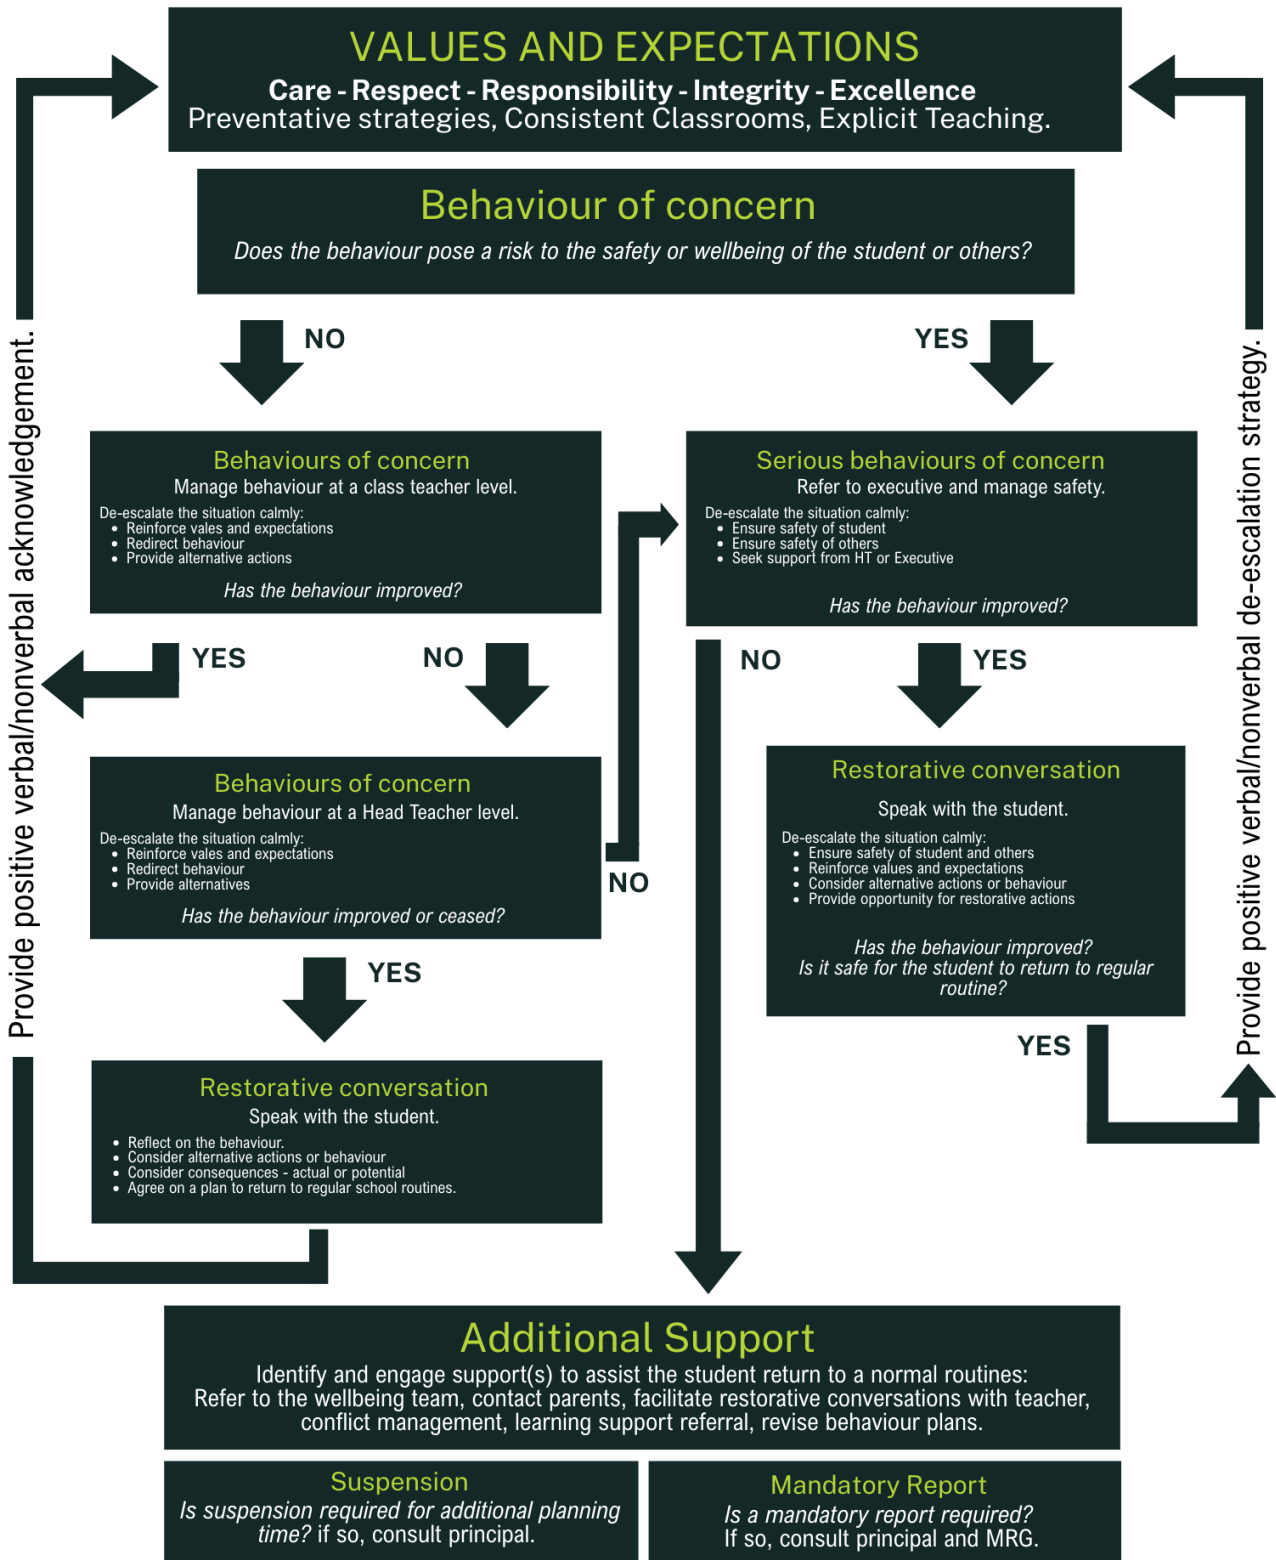 VALUES AND EXPECTATIONS
Care - Respect - Responsibility - Integrity - Excellence
Preventative strategies, Consistent Classrooms, Explicit Teaching.
Behaviour of concern
Does the behaviour pose a risk to the safety or wellbeing of the student or others?
NO
YES
Behaviours of concern
Manage behaviour at a class teacher level.
De-escalate the situation calmly:
• Reinforce vales and expectations
• Redirect behaviour
• Provide alternative actions
Has the behaviour improved?
Serious behaviours of concern
Refer to executive and manage safety.
De-escalate the situation calmly:
• Ensure safety of student
• Ensure safety of others
• Seek support from HT or Executive
Has the behaviour improved?
YES
NO
NO
YES
Behaviours of concern
Manage behaviour at a Head Teacher level.
De-escalate the situation calmly:
• Reinforce vales and expectations
• Redirect behaviour
• Provide alternatives
Has the behaviour improved or ceased?
NO
YES
Restorative conversation
Speak with the student.
De-escalate the situation calmly:
• Ensure safety of student and others
• Reinforce values and expectations
• Consider alternative actions or behaviour
• Provide opportunity for restorative actions
Has the behaviour improved?
Is it safe for the student to return to regular
routine?
YES
Restorative conversation
Speak with the student.
• Reflect on the behaviour.
• Consider alternative actions or behaviour
• Consider consequences - actual or potential
• Agree on a plan to return to regular school routines.
Provide positive verbal/nonverbal acknowledgement.
Provide positive verbal/nonverbal de-escalation strategy.
Additional Support
Identify and engage support(s) to assist the student return to a normal routines:
Refer to the wellbeing team, contact parents, facilitate restorative conversations with teacher,
conflict management, learning support referral, revise behaviour plans.
Suspension
Is suspension required for additional planning
time? if so, consult principal.
Mandatory Report
Is a mandatory report required?
If so, consult principal and MRG.